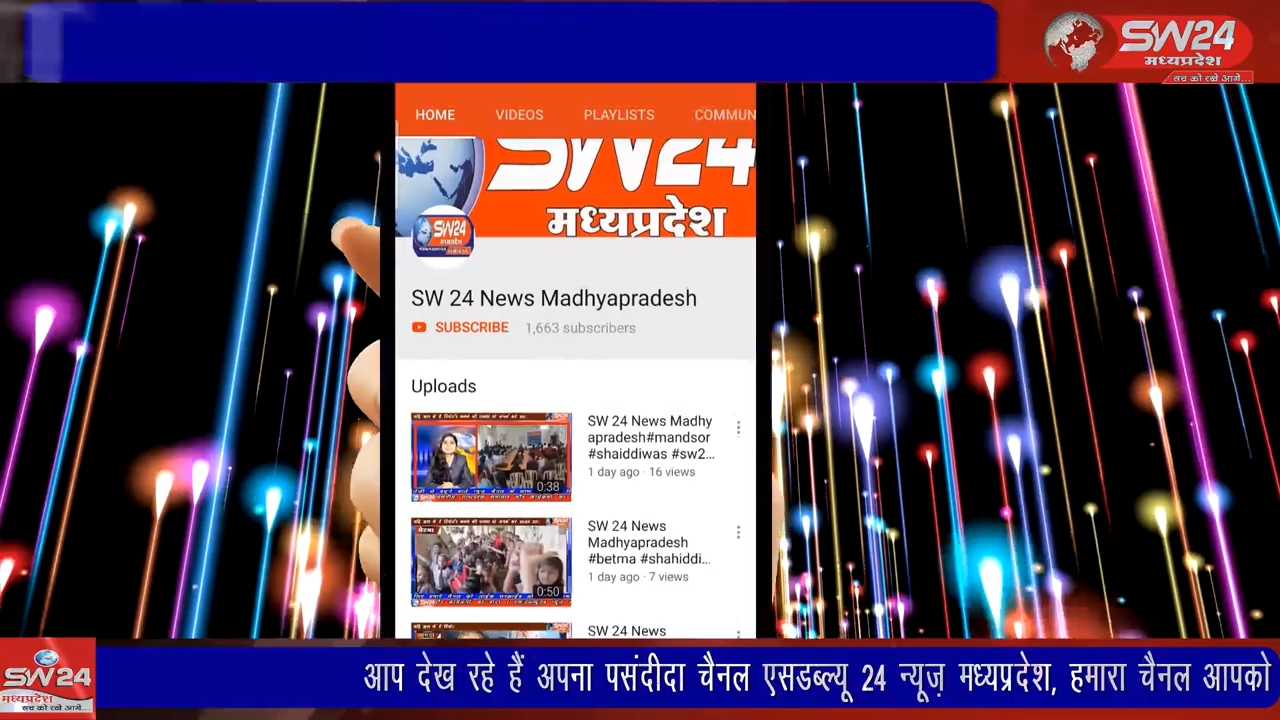 SW24
मध्यप्रदेश
सच को रखे आगे...
HOME VIDEOS PLAYLISTS COMMUN
SW24
मध्यप्रदेश
SW24
SW 24 News Madhyapradesh
SUBSCRIBE 1,663 subscribers
Uploads
SW 24 News Madhy
apradesh#mandsor
#shaiddiwas #sw2...
1 day ago · 16 views
0:38
SW 24 News
Madhyapradesh
#betma #shahiddi...
1 day ago · 7 views
0:50
SW 24 News
SW24
मध्यप्रदेश
सच को रखे आगे...
आप देख रहे हैं अपना पसंदीदा चैनल एसडब्ल्यू 24 न्यूज़ मध्यप्रदेश, हमारा चैनल आपको